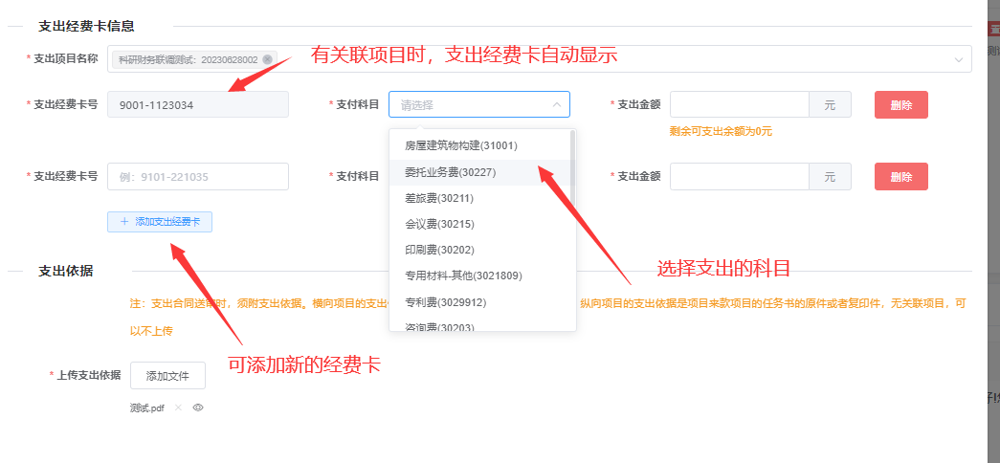 支出经费卡信息
* 支出项目名称 科研财务联调测试：20230628002
有关联项目时，支出经费卡自动显示
* 支出经费卡号 9001-1123034 * 支付科目 请选择 * 支出金额 元 删除
剩余可支出余额为0元
房屋建筑物构建(31001)
委托业务费(30227)
* 支出经费卡号 例：9101-221035 * 支付科目 * 支出金额 元 删除
差旅费(30211)
+ 添加支出经费卡
会议费(30215)
印刷费(30202)
选择支出的科目
支出依据
专用材料-其他(3021809)
专利费(3029912)
注：支出合同送审时，须附支出依据。横向项目的支出 纵向项目的支出依据是项目来款项目的任务书的原件或者复印件，无关联项目，可
以不上传
咨询费(30203)
可添加新的经费卡
* 上传支出依据 添加文件
测试.pdf